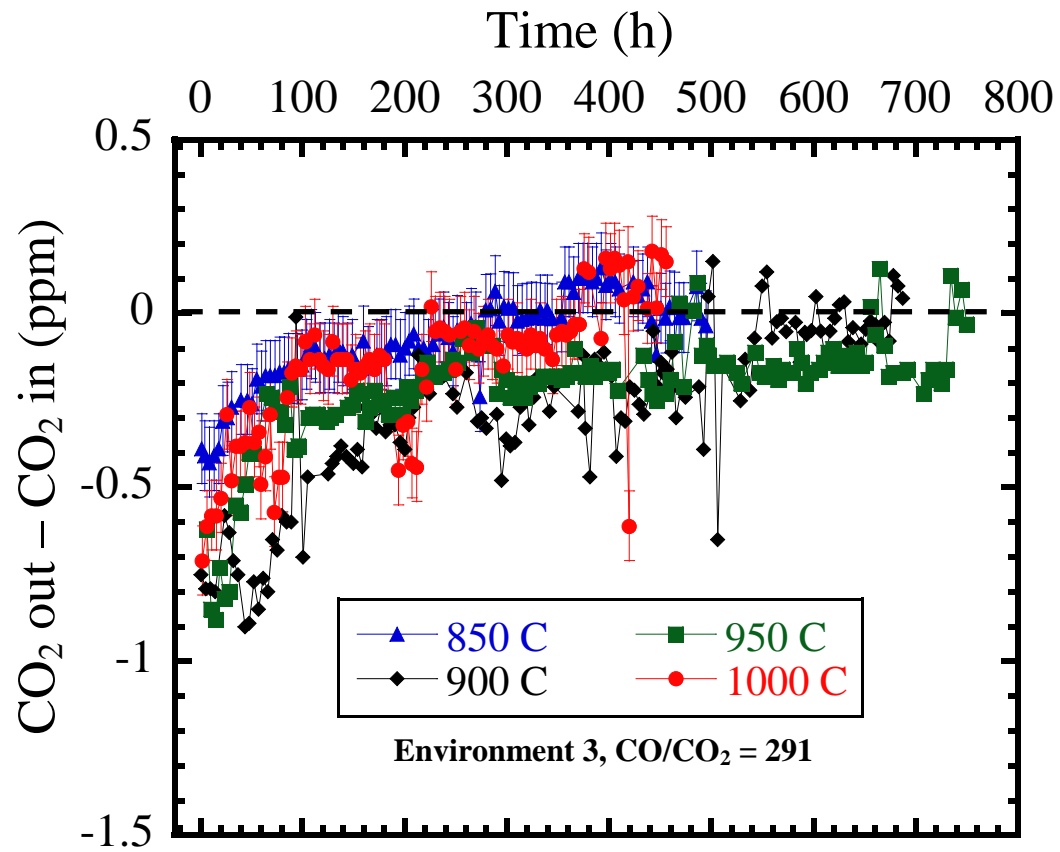 Time (h)
0 100 200 300 400 500 600 700 800
CO₂ out – CO₂ in (ppm)
0.5
0
-0.5
-1
-1.5
850 C 950 C
900 C 1000 C
Environment 3, CO/CO₂ = 291